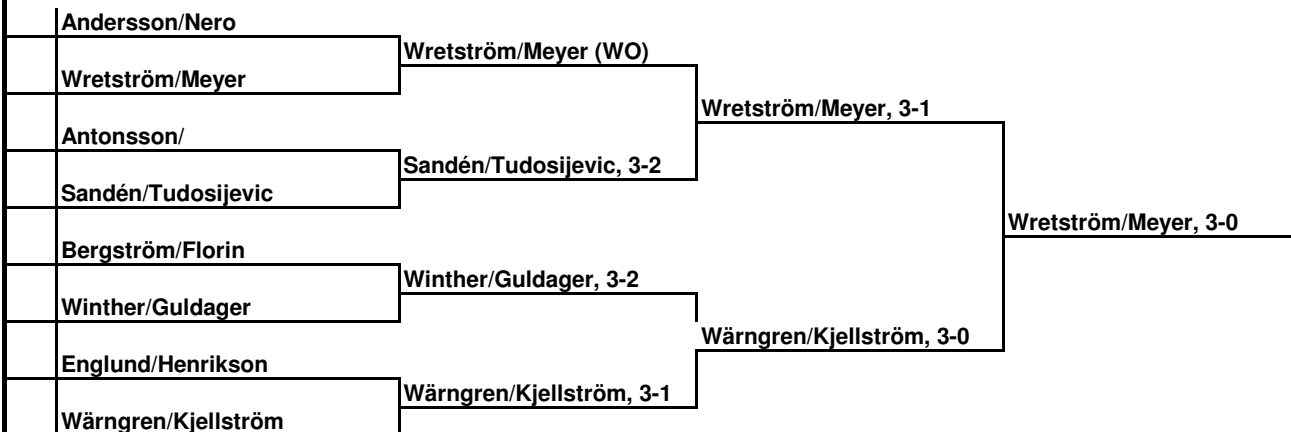 Andersson/Nero
Wretström/Meyer (WO)
Wretström/Meyer
Wretström/Meyer, 3-1
Antonsson/
Sandén/Tudosijevic, 3-2
Sandén/Tudosijevic
Wretström/Meyer, 3-0
Bergström/Florin
Winther/Guldager, 3-2
Winther/Guldager
Wärngren/Kjellström, 3-0
Englund/Henrikson
Wärngren/Kjellström, 3-1
Wärngren/Kjellström